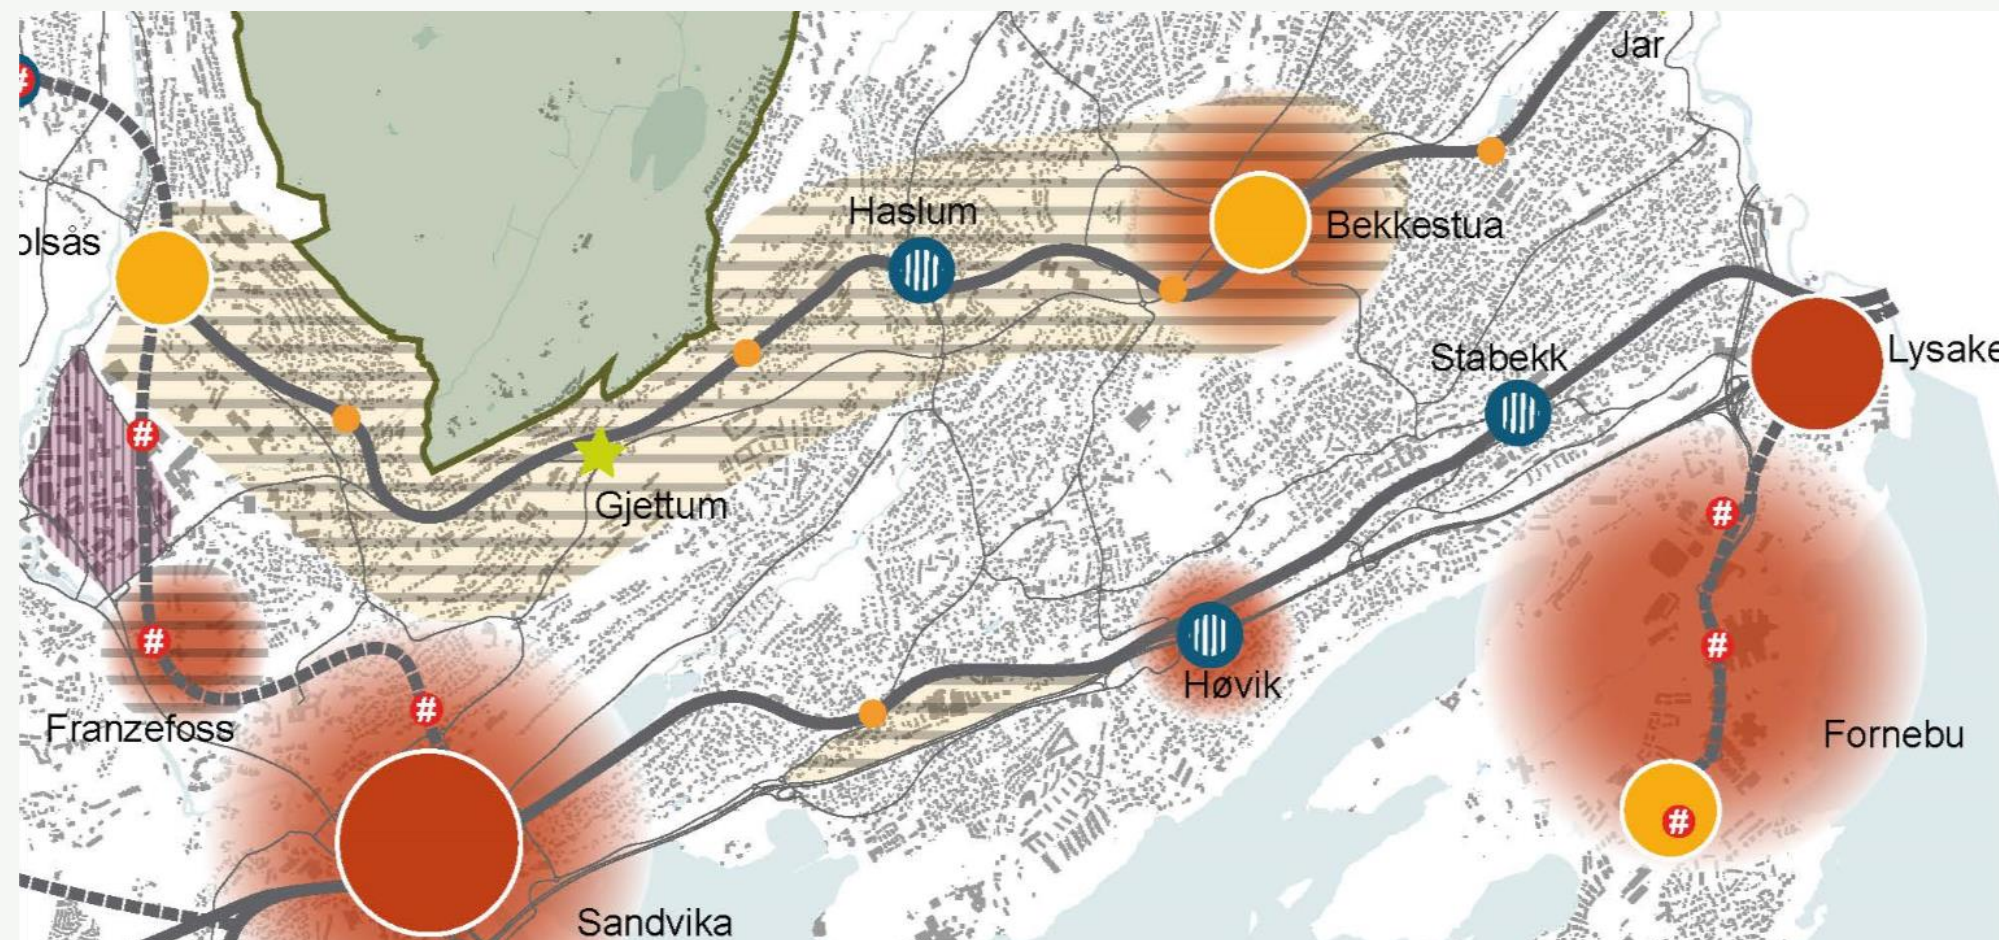 Jar
Haslum
Bekkestua
olsås
Stabekk
Lysake
#
#
Gjettum
#
#
#
#
Høvik
#
Franzefoss
Fornebu
#
Sandvika